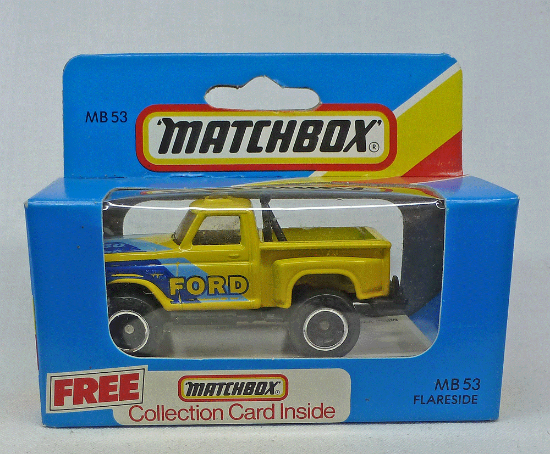 MB 53
'MATCHBOX'®
FORD
FREE
'MATCHBOX'®
Collection Card Inside
MB 53
FLARESIDE